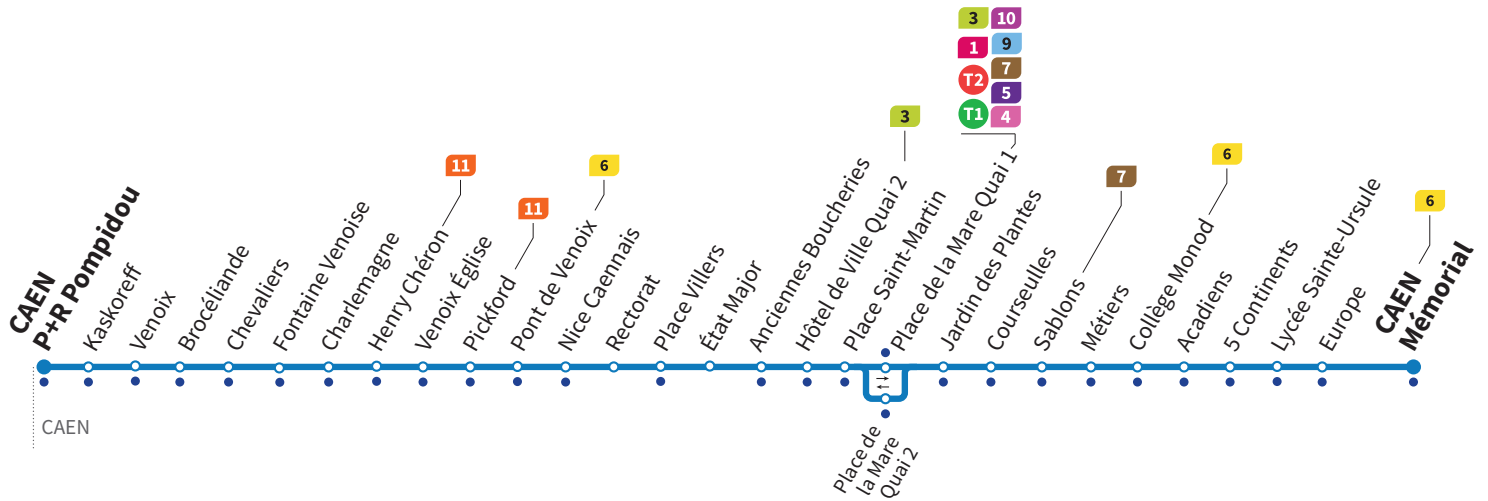 3 10
1 9
T2 7
5
T1 4
3
11
11
6
7
6
6
CAEN
P+R Pompidou
Kaskoreff
Venoix
Brocéliande
Chevaliers
Fontaine Venoise
Charlemagne
Henry Chéron
Venoix Église
Pickford
Pont de Venoix
Nice Caennais
Rectorat
Place Villers
État Major
Anciennes Boucheries
Hôtel de Ville Quai 2
Place Saint-Martin
Place de la Mare Quai 1
Jardin des Plantes
Courseulles
Sablons
Métiers
Collège Monod
Acadiens
5 Continents
Lycée Sainte-Ursule
Europe
CAEN
Mémorial
CAEN
Place de
la Mare
Quai 2